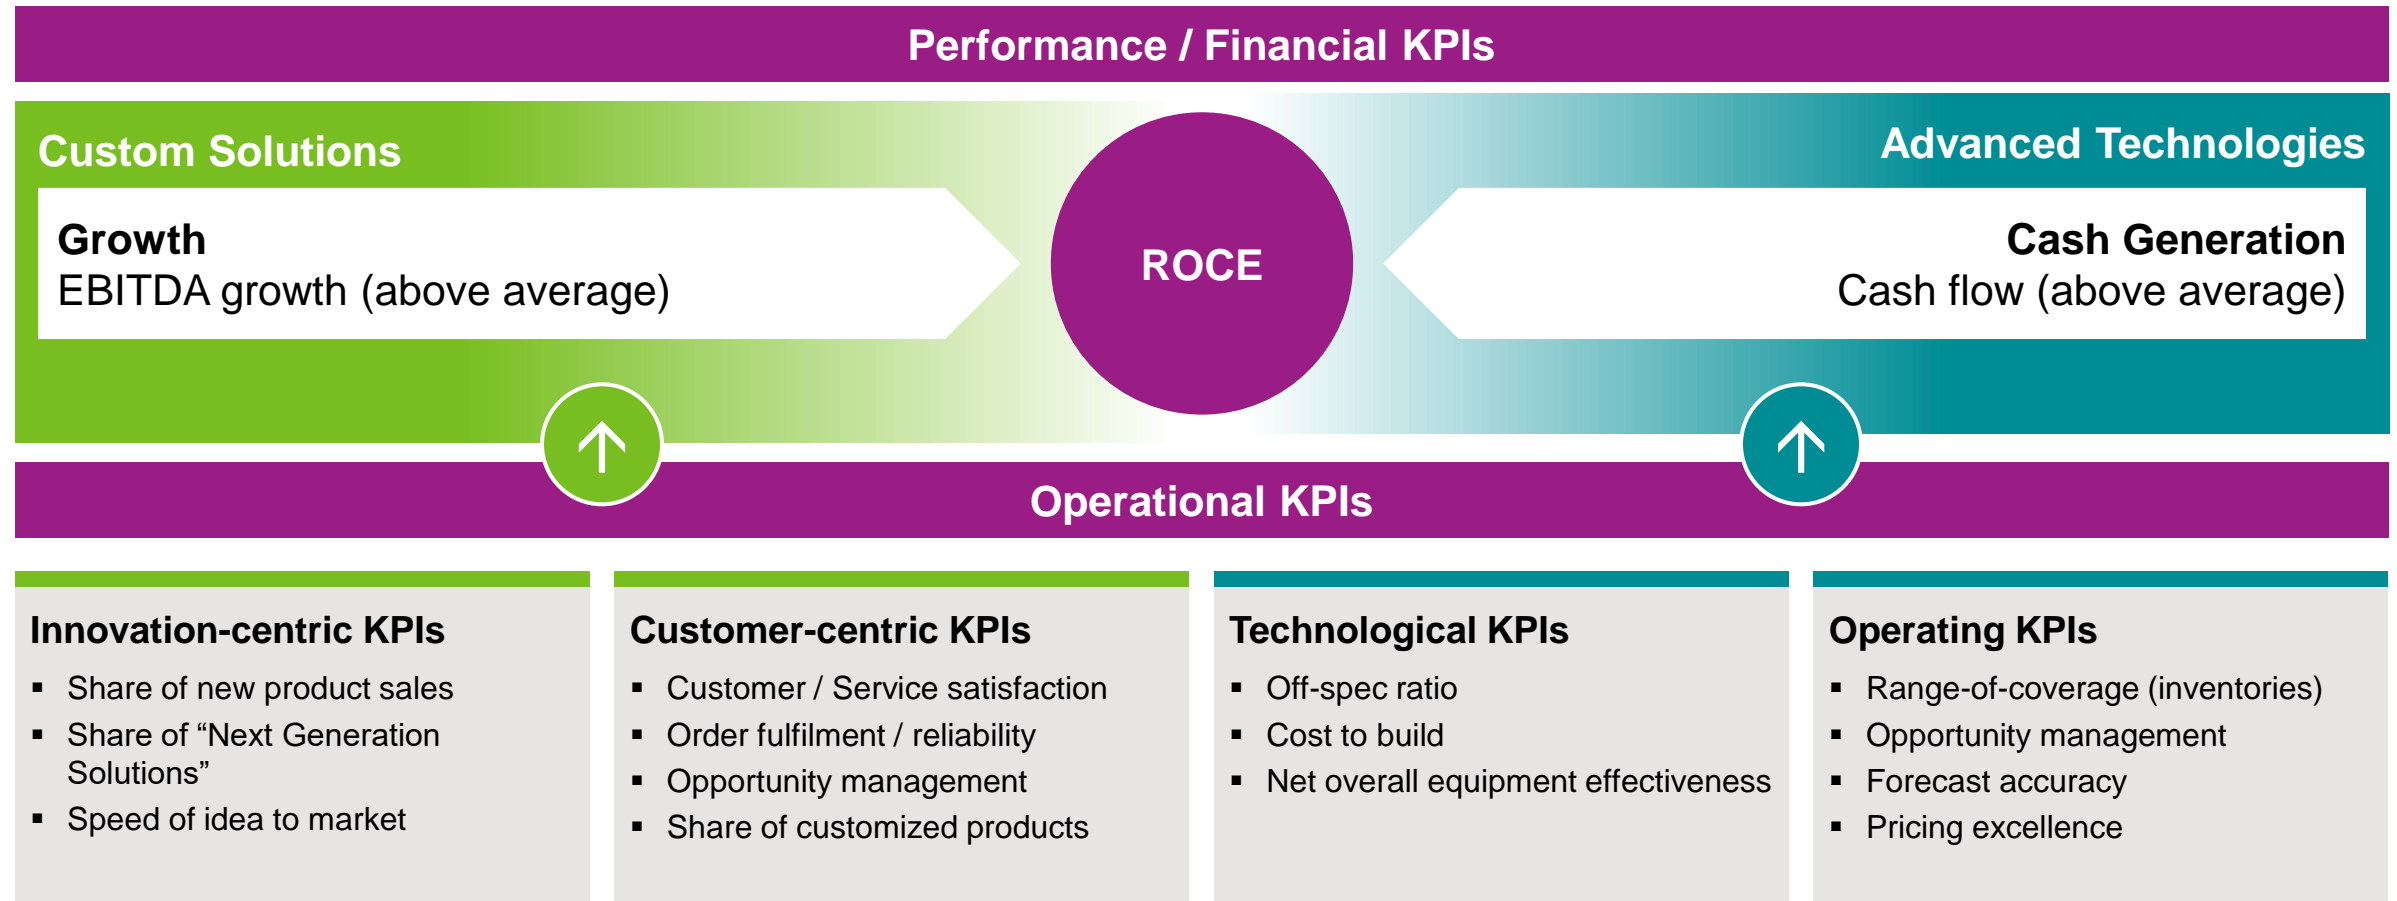 Performance / Financial KPIs
Custom Solutions
Advanced Technologies
Growth
EBITDA growth (above average)
ROCE
Cash Generation
Cash flow (above average)
Operational KPIs
Innovation-centric KPIs
▪ Share of new product sales
▪ Share of “Next Generation
Solutions”
▪ Speed of idea to market
Customer-centric KPIs
▪ Customer / Service satisfaction
▪ Order fulfilment / reliability
▪ Opportunity management
▪ Share of customized products
Technological KPIs
▪ Off-spec ratio
▪ Cost to build
▪ Net overall equipment effectiveness
Operating KPIs
▪ Range-of-coverage (inventories)
▪ Opportunity management
▪ Forecast accuracy
▪ Pricing excellence